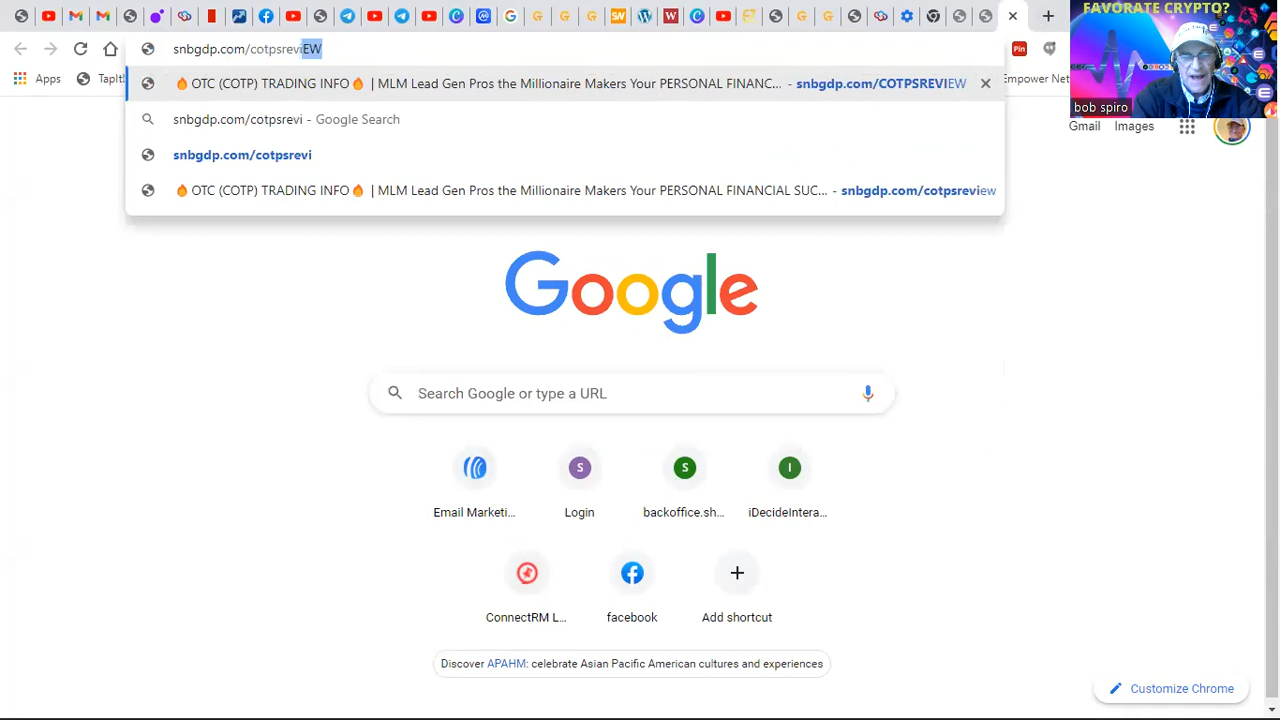 FAVORATE CRYPTO?
snbgdp.com/cotpsreviEW
Pin
Apps
TapIt
Empower Net
bob spiro
🔥 OTC (COTP) TRADING INFO🔥 | MLM Lead Gen Pros the Millionaire Makers Your PERSONAL FINANC... - snbgdp.com/COTPSREVIEW
snbgdp.com/cotpsrevi - Google Search
snbgdp.com/cotpsrevi
🔥 OTC (COTP) TRADING INFO🔥 | MLM Lead Gen Pros the Millionaire Makers Your PERSONAL FINANCIAL SUC... - snbgdp.com/cotpsreview
Gmail Images
Google
Search Google or type a URL
S
S
I
Email Marketi...
Login
backoffice.sh...
iDecideIntera...
ConnectRM L...
facebook
Add shortcut
Discover APAHM: celebrate Asian Pacific American cultures and experiences
Customize Chrome